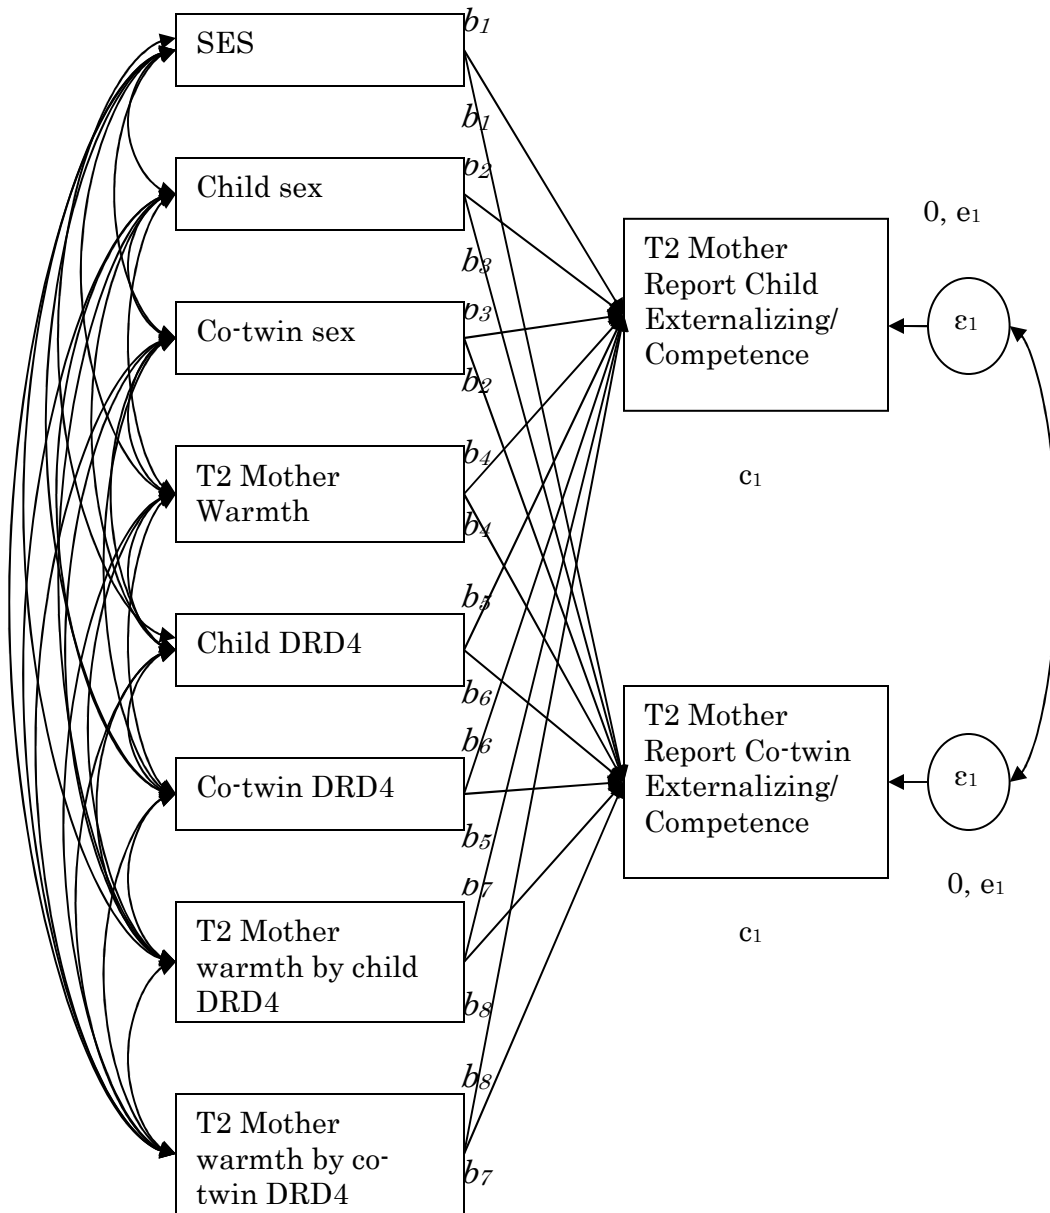 b1
SES
b1
b2
Child sex
0, e1
T2 Mother
Report Child
Externalizing/
Competence
b3
b3
Co-twin sex
ε1
b2
b4
T2 Mother
Warmth
c1
b4
b5
Child DRD4
b6
T2 Mother
Report Co-twin
Externalizing/
Competence
b6
Co-twin DRD4
ε1
b5
b7
0, e1
T2 Mother
warmth by child
DRD4
c1
b8
b8
T2 Mother
warmth by co-
twin DRD4
b7